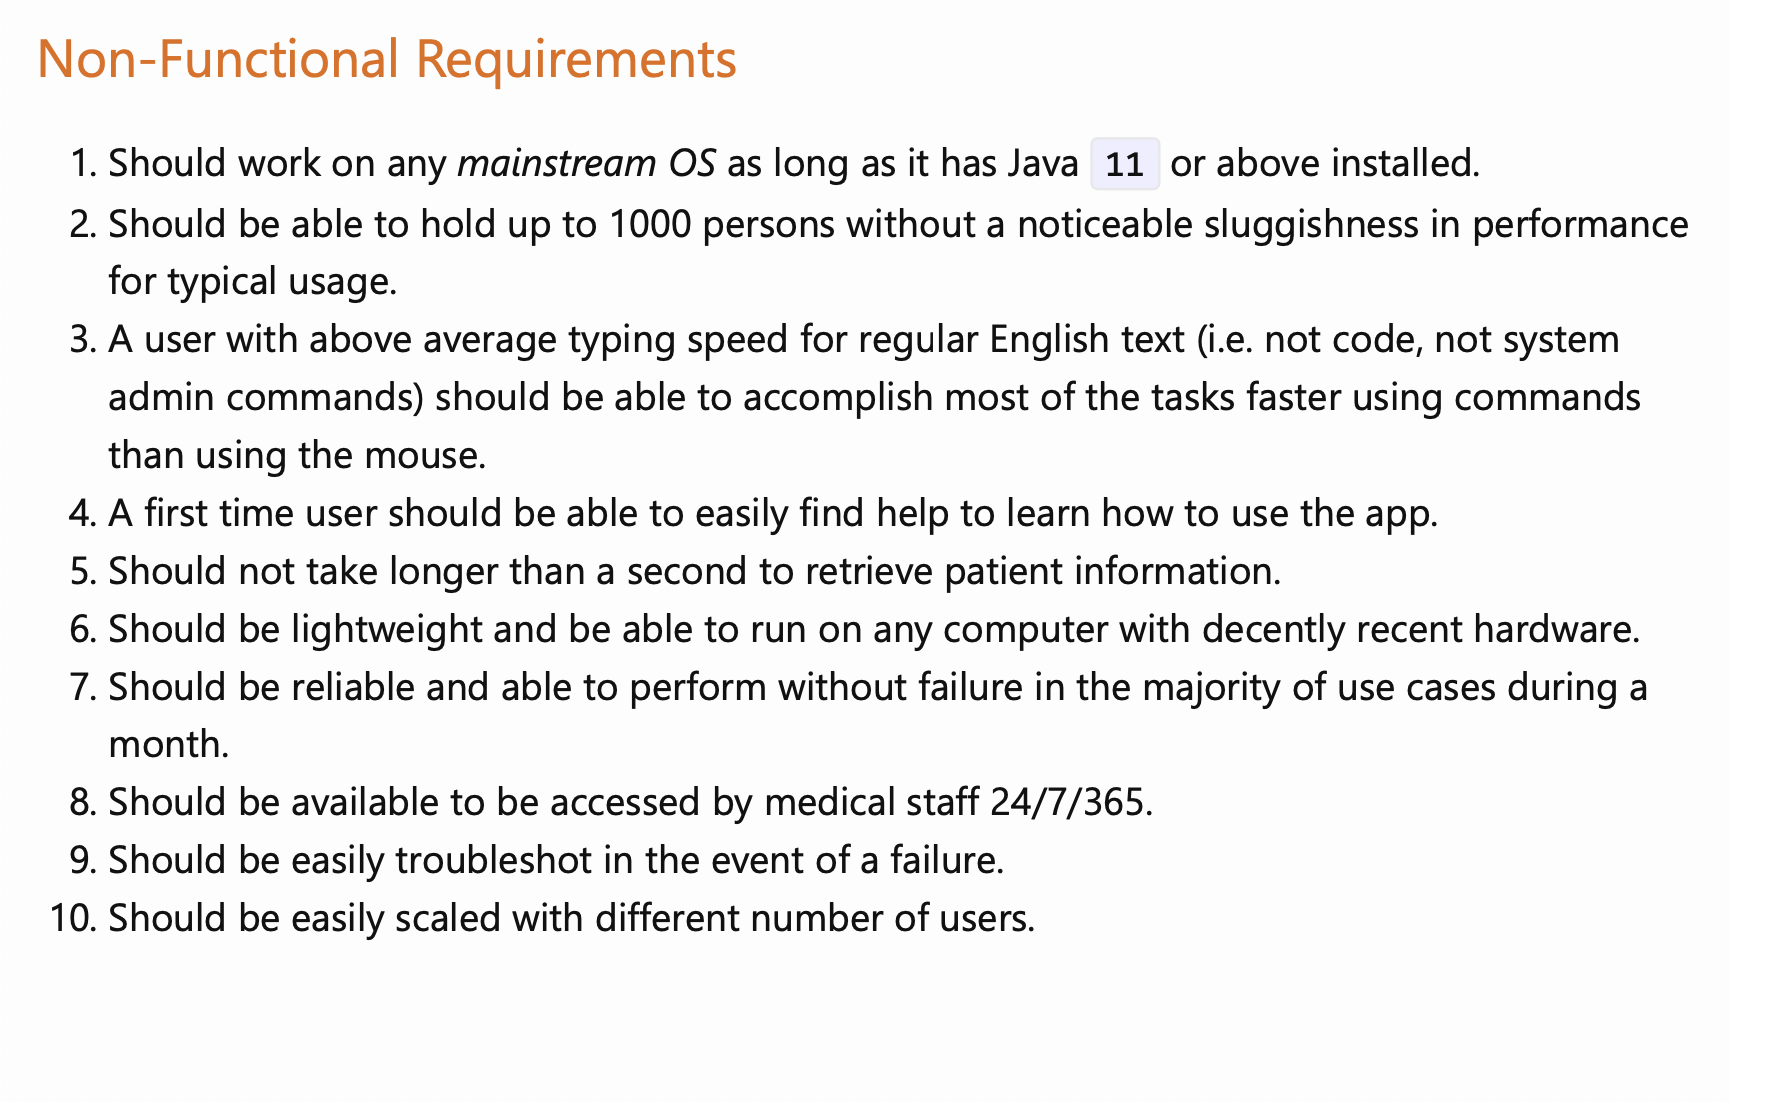 Non-Functional Requirements
1. Should work on any mainstream OS as long as it has Java 11 or above installed.
2. Should be able to hold up to 1000 persons without a noticeable sluggishness in performance
for typical usage.
3. A user with above average typing speed for regular English text (i.e. not code, not system
admin commands) should be able to accomplish most of the tasks faster using commands
than using the mouse.
4. A first time user should be able to easily find help to learn how to use the app.
5. Should not take longer than a second to retrieve patient information.
6. Should be lightweight and be able to run on any computer with decently recent hardware.
7. Should be reliable and able to perform without failure in the majority of use cases during a
month.
8. Should be available to be accessed by medical staff 24/7/365.
9. Should be easily troubleshot in the event of a failure.
10. Should be easily scaled with different number of users.